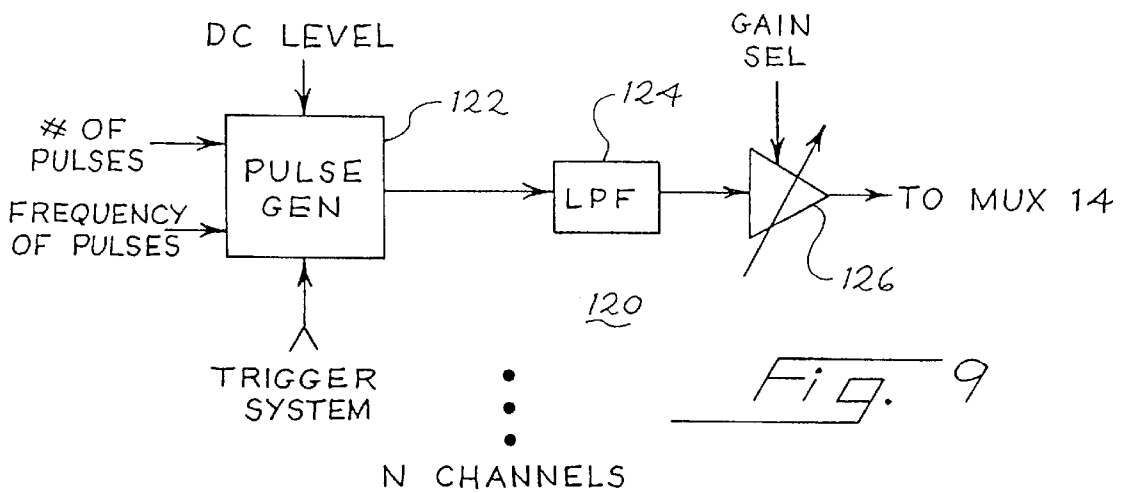 DC LEVEL
GAIN
SEL
122
124
# OF
PULSES
PULSE
GEN
LPF
TO MUX 14
FREQUENCY
OF PULSES
126
120
TRIGGER
SYSTEM
Fig. 9
N CHANNELS